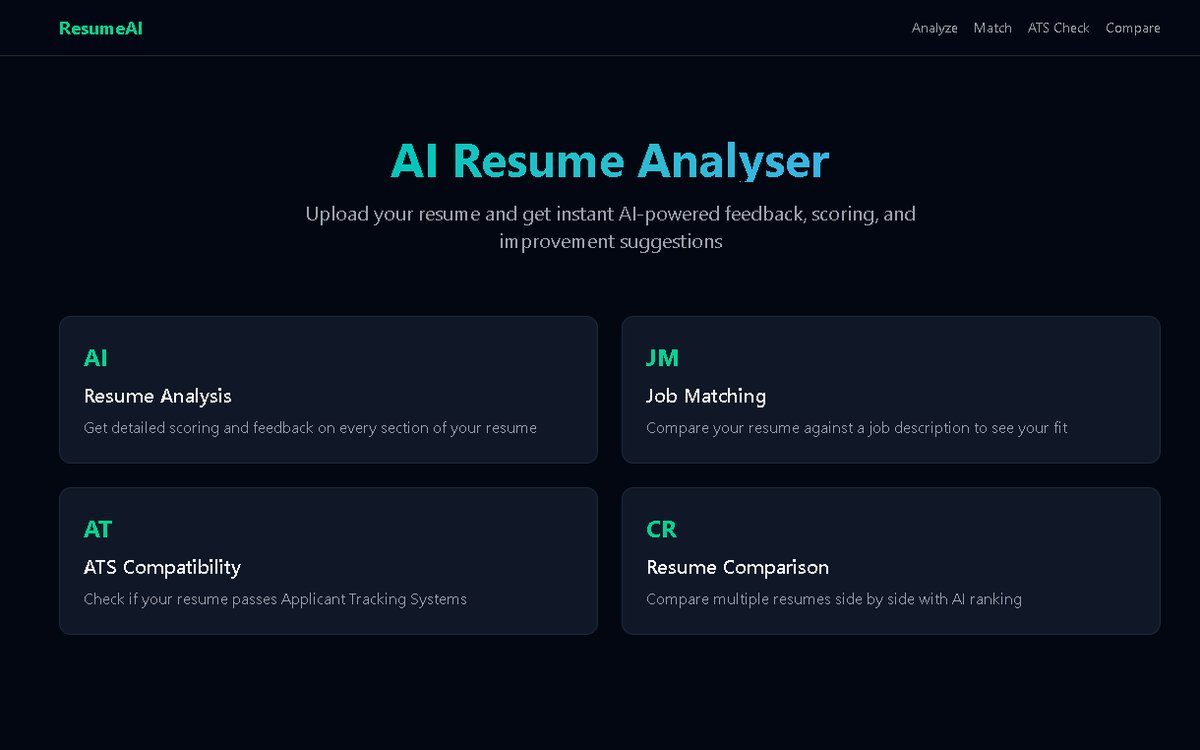 ResumeAI
Analyze Match ATS Check Compare
AI Resume Analyser
Upload your resume and get instant AI-powered feedback, scoring, and
improvement suggestions
AI
Resume Analysis
Get detailed scoring and feedback on every section of your resume
JM
Job Matching
Compare your resume against a job description to see your fit
AT
ATS Compatibility
Check if your resume passes Applicant Tracking Systems
CR
Resume Comparison
Compare multiple resumes side by side with AI ranking